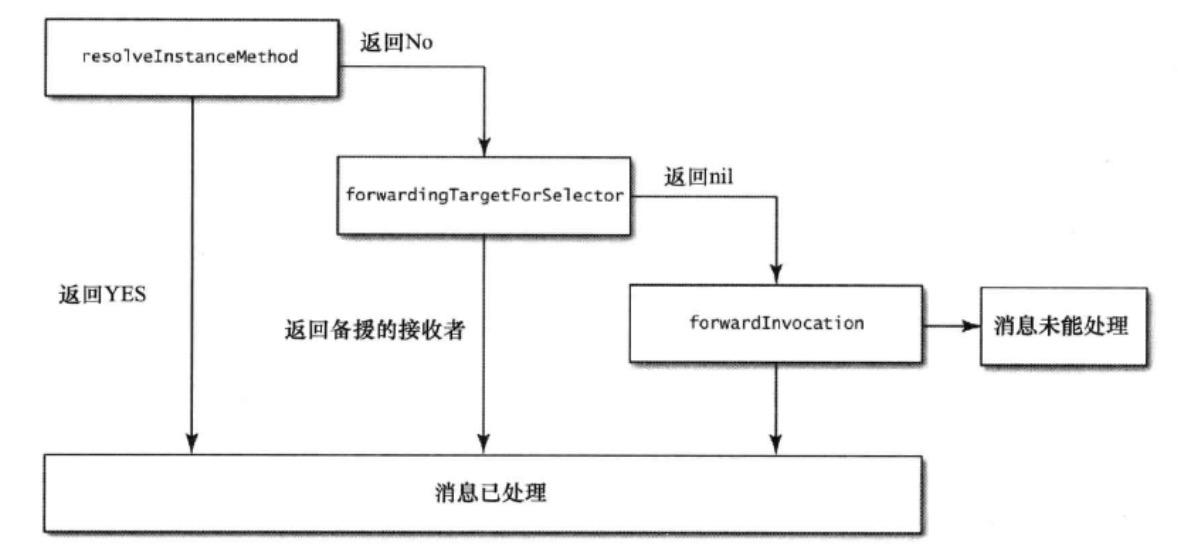 resolveInstanceMethod
返回No
forwardingTargetForSelector
返回nil
返回YES
返回备援的接收者
forwardInvocation
消息未能处理
消息已处理